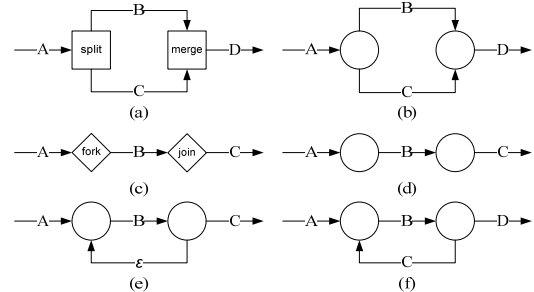 B B
A split merge D A D
C C
(a) (b)
A fork B join C A B C
(c) (d)
A B C A B D
ε C
(e) (f)